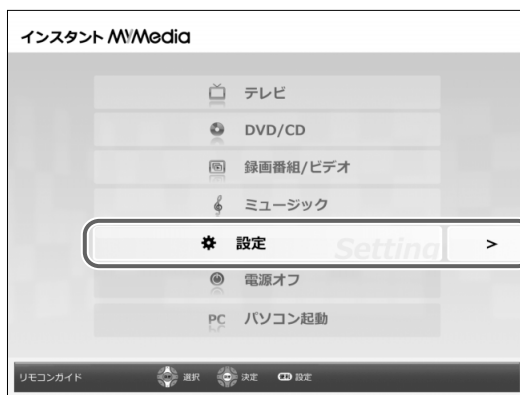 インスタント MYMedia
テレビ
DVD/CD
録画番組/ビデオ
ミュージック
設定 Setting >
電源オフ
PC パソコン起動
リモコンガイド 選択 決定 設定